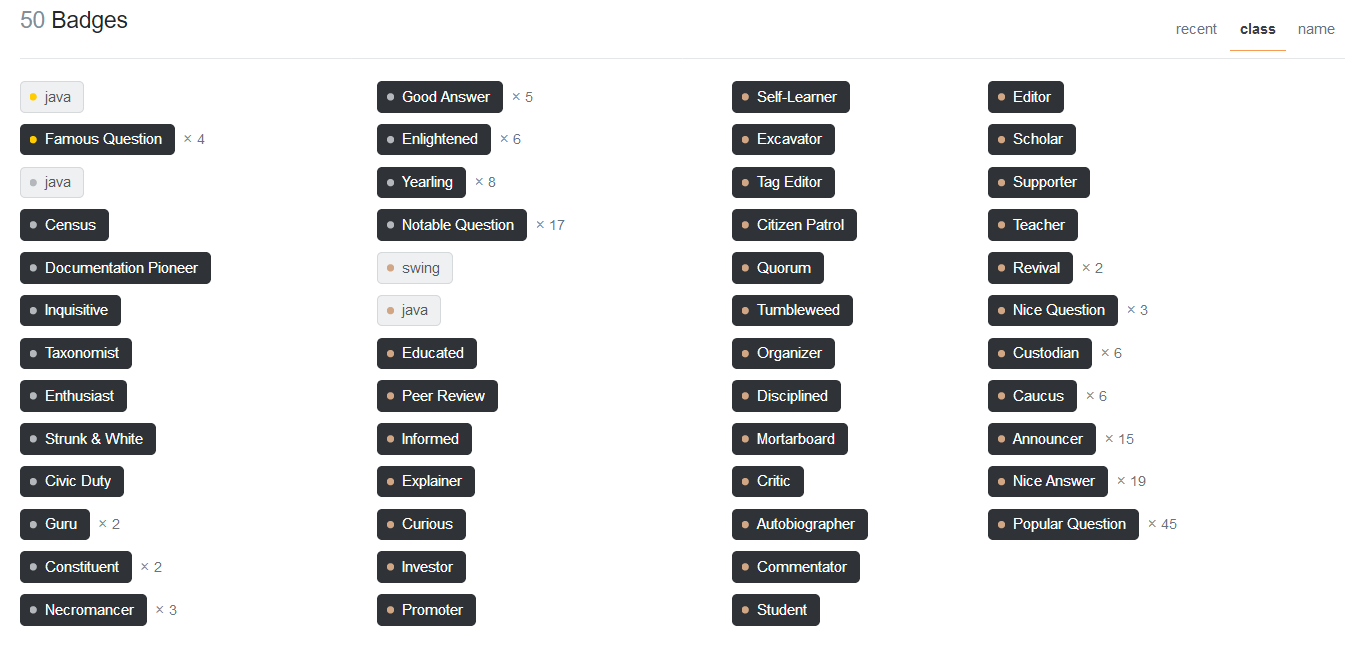 50 Badges
recent class name
java
Famous Question × 4
java
Census
Documentation Pioneer
Inquisitive
Taxonomist
Enthusiast
Strunk & White
Civic Duty
Guru × 2
Constituent × 2
Necromancer × 3
Good Answer × 5
Enlightened × 6
Yearling × 8
Notable Question × 17
swing
java
Educated
Peer Review
Informed
Explainer
Curious
Investor
Promoter
Self-Learner
Excavator
Tag Editor
Citizen Patrol
Quorum
Tumbleweed
Organizer
Disciplined
Mortarboard
Critic
Autobiographer
Commentator
Student
Editor
Scholar
Supporter
Teacher
Revival × 2
Nice Question × 3
Custodian × 6
Caucus × 6
Announcer × 15
Nice Answer × 19
Popular Question × 45